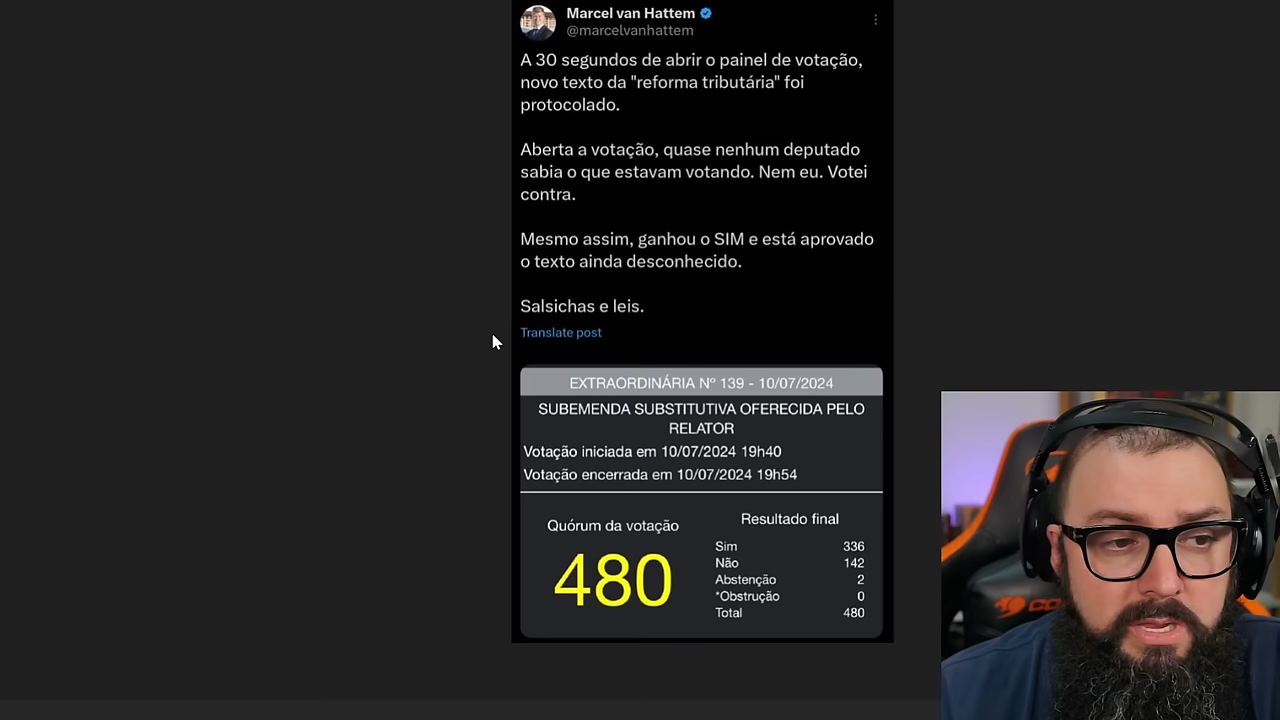 Marcel van Hattem
@marcelvanhattem
A 30 segundos de abrir o painel de votação,
novo texto da "reforma tributária" foi
protocolado.
Aberta a votação, quase nenhum deputado
sabia o que estavam votando. Nem eu. Votei
contra.
Mesmo assim, ganhou o SIM e está aprovado
o texto ainda desconhecido.
Salsichas e leis.
Translate post
EXTRAORDINÁRIA Nº 139 - 10/07/2024
SUBEMENDA SUBSTITUTIVA OFERECIDA PELO
RELATOR
Votação iniciada em 10/07/2024 19h40
Votação encerrada em 10/07/2024 19h54
Quórum da votação
480
Resultado final
Sim 336
Não 142
Abstenção 2
*Obstrução 0
Total 480